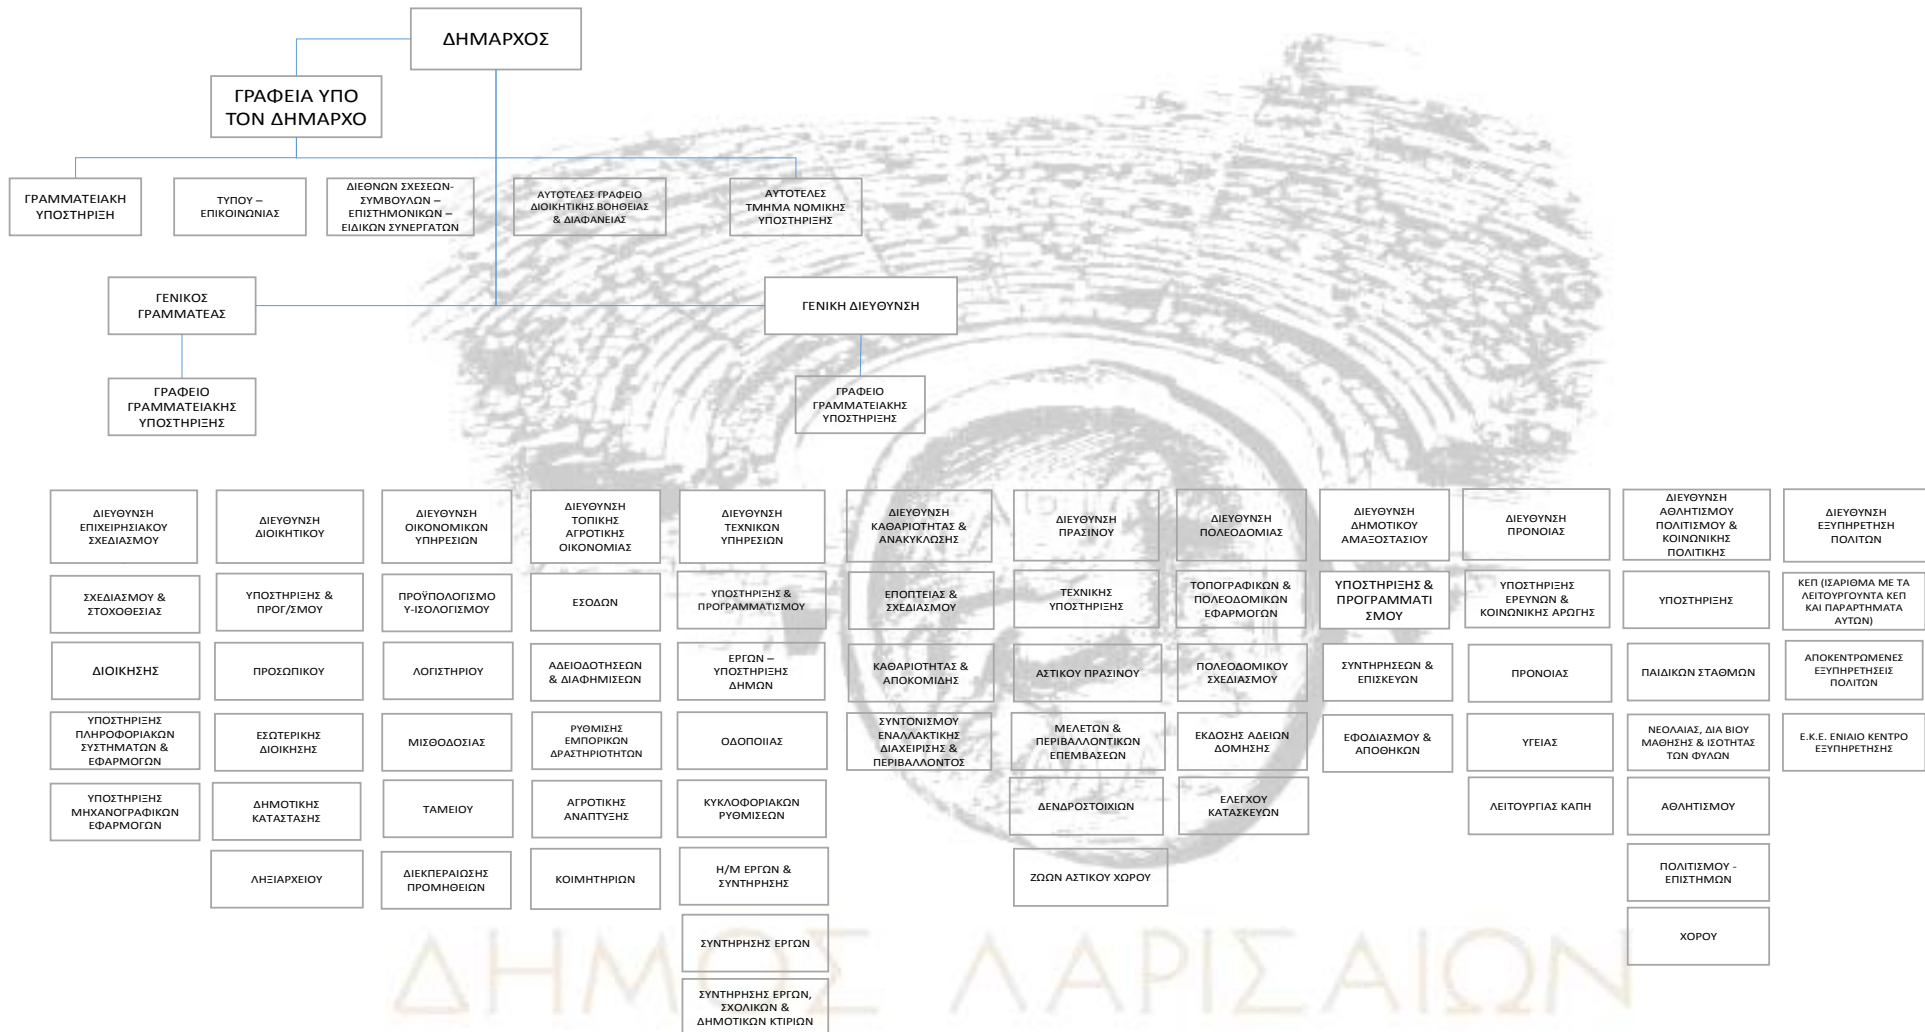 ΔΗΜΑΡΧΟΣ
ΓΡΑΦΕΙΑ ΥΠΟ
ΤΟΝ ΔΗΜΑΡΧΟ
ΓΡΑΜΜΑΤΕΙΑΚΗ
ΥΠΟΣΤΗΡΙΞΗ
ΤΥΠΟΥ –
ΕΠΙΚΟΙΝΩΝΙΑΣ
ΔΙΕΘΝΩΝ ΣΧΕΣΕΩΝ-
ΣΥΜΒΟΥΛΩΝ –
ΕΠΙΣΤΗΜΟΝΙΚΩΝ –
ΕΙΔΙΚΩΝ ΣΥΝΕΡΓΑΤΩΝ
ΑΥΤΟΤΕΛΕΣ ΓΡΑΦΕΙΟ
ΔΙΟΙΚΗΤΙΚΗΣ ΒΟΗΘΕΙΑΣ
& ΔΙΑΦΑΝΕΙΑΣ
ΑΥΤΟΤΕΛΕΣ
ΤΜΗΜΑ ΝΟΜΙΚΗΣ
ΥΠΟΣΤΗΡΙΞΗΣ
ΓΕΝΙΚΟΣ
ΓΡΑΜΜΑΤΕΑΣ
ΓΕΝΙΚΗ ΔΙΕΥΘΥΝΣΗ
ΓΡΑΦΕΙΟ
ΓΡΑΜΜΑΤΕΙΑΚΗΣ
ΥΠΟΣΤΗΡΙΞΗΣ
ΓΡΑΦΕΙΟ
ΓΡΑΜΜΑΤΕΙΑΚΗΣ
ΥΠΟΣΤΗΡΙΞΗΣ
ΔΙΕΥΘΥΝΣΗ
ΕΠΙΧΕΙΡΗΣΙΑΚΟΥ
ΣΧΕΔΙΑΣΜΟΥ
ΔΙΕΥΘΥΝΣΗ
ΔΙΟΙΚΗΤΙΚΟΥ
ΔΙΕΥΘΥΝΣΗ
ΟΙΚΟΝΟΜΙΚΩΝ
ΥΠΗΡΕΣΙΩΝ
ΔΙΕΥΘΥΝΣΗ
ΤΟΠΙΚΗΣ
ΑΓΡΟΤΙΚΗΣ
ΟΙΚΟΝΟΜΙΑΣ
ΔΙΕΥΘΥΝΣΗ
ΤΕΧΝΙΚΩΝ
ΥΠΗΡΕΣΙΩΝ
ΔΙΕΥΘΥΝΣΗ
ΚΑΘΑΡΙΟΤΗΤΑΣ &
ΑΝΑΚΥΚΛΩΣΗΣ
ΔΙΕΥΘΥΝΣΗ
ΠΡΑΣΙΝΟΥ
ΔΙΕΥΘΥΝΣΗ
ΠΟΛΕΟΔΟΜΙΑΣ
ΔΙΕΥΘΥΝΣΗ
ΔΗΜΟΤΙΚΟΥ
ΑΜΑΞΟΣΤΑΣΙΟΥ
ΔΙΕΥΘΥΝΣΗ
ΠΡΟΝΟΙΑΣ
ΔΙΕΥΘΥΝΣΗ
ΑΘΛΗΤΙΣΜΟΥ
ΠΟΛΙΤΙΣΜΟΥ &
ΚΟΙΝΩΝΙΚΗΣ
ΠΟΛΙΤΙΚΗΣ
ΔΙΕΥΘΥΝΣΗ
ΕΞΥΠΗΡΕΤΗΣΗ
ΠΟΛΙΤΩΝ
ΣΧΕΔΙΑΣΜΟΥ &
ΣΤΟΧΟΘΕΣΙΑΣ
ΥΠΟΣΤΗΡΙΞΗΣ &
ΠΡΟΓ/ΣΜΟΥ
ΠΡΟΫΠΟΛΟΓΙΣΜΟ
Υ-ΙΣΟΛΟΓΙΣΜΟΥ
ΕΣΟΔΩΝ
ΥΠΟΣΤΗΡΙΞΗΣ &
ΠΡΟΓΡΑΜΜΑΤΙΣΜΟΥ
ΕΠΟΠΤΕΙΑΣ &
ΣΧΕΔΙΑΣΜΟΥ
ΤΕΧΝΙΚΗΣ
ΥΠΟΣΤΗΡΙΞΗΣ
ΤΟΠΟΓΡΑΦΙΚΩΝ &
ΠΟΛΕΟΔΟΜΙΚΩΝ
ΕΦΑΡΜΟΓΩΝ
ΥΠΟΣΤΗΡΙΞΗΣ &
ΠΡΟΓΡΑΜΜΑΤΙ
ΣΜΟΥ
ΥΠΟΣΤΗΡΙΞΗΣ
ΕΡΕΥΝΩΝ &
ΚΟΙΝΩΝΙΚΗΣ ΑΡΩΓΗΣ
ΥΠΟΣΤΗΡΙΞΗΣ
ΚΕΠ (ΙΣΑΡΙΘΜΑ ΜΕ ΤΑ
ΛΕΙΤΟΥΡΓΟΥΝΤΑ ΚΕΠ
ΚΑΙ ΠΑΡΑΡΤΗΜΑΤΑ
ΑΥΤΩΝ)
ΔΙΟΙΚΗΣΗΣ
ΠΡΟΣΩΠΙΚΟΥ
ΛΟΓΙΣΤΗΡΙΟΥ
ΑΔΕΙΟΔΟΤΗΣΕΩΝ
& ΔΙΑΦΗΜΙΣΕΩΝ
ΕΡΓΩΝ –
ΥΠΟΣΤΗΡΙΞΗΣ
ΔΗΜΩΝ
ΚΑΘΑΡΙΟΤΗΤΑΣ &
ΑΠΟΚΟΜΙΔΗΣ
ΑΣΤΙΚΟΥ ΠΡΑΣΙΝΟΥ
ΠΟΛΕΟΔΟΜΙΚΟΥ
ΣΧΕΔΙΑΣΜΟΥ
ΣΥΝΤΗΡΗΣΕΩΝ &
ΕΠΙΣΚΕΥΩΝ
ΠΡΟΝΟΙΑΣ
ΠΑΙΔΙΚΩΝ ΣΤΑΘΜΩΝ
ΑΠΟΚΕΝΤΡΩΜΕΝΕΣ
ΕΞΥΠΗΡΕΤΗΣΕΙΣ
ΠΟΛΙΤΩΝ
ΥΠΟΣΤΗΡΙΞΗΣ
ΠΛΗΡΟΦΟΡΙΑΚΩΝ
ΣΥΣΤΗΜΑΤΩΝ &
ΕΦΑΡΜΟΓΩΝ
ΕΣΩΤΕΡΙΚΗΣ
ΔΙΟΙΚΗΣΗΣ
ΜΙΣΘΟΔΟΣΙΑΣ
ΡΥΘΜΙΣΗΣ
ΕΜΠΟΡΙΚΩΝ
ΔΡΑΣΤΗΡΙΟΤΗΤΩΝ
ΟΔΟΠΟΙΙΑΣ
ΣΥΝΤΟΝΙΣΜΟΥ
ΕΝΑΛΛΑΚΤΙΚΗΣ
ΔΙΑΧΕΙΡΙΣΗΣ &
ΠΕΡΙΒΑΛΛΟΝΤΟΣ
ΜΕΛΕΤΩΝ &
ΠΕΡΙΒΑΛΛΟΝΤΙΚΩΝ
ΕΠΕΜΒΑΣΕΩΝ
ΕΚΔΟΣΗΣ ΑΔΕΙΩΝ
ΔΟΜΗΣΗΣ
ΕΦΟΔΙΑΣΜΟΥ &
ΑΠΟΘΗΚΩΝ
ΥΓΕΙΑΣ
ΝΕΟΛΑΙΑΣ, ΔΙΑ ΒΙΟΥ
ΜΑΘΗΣΗΣ & ΙΣΟΤΗΤΑΣ
ΤΩΝ ΦΥΛΩΝ
Ε.Κ.Ε. ΕΝΙΑΙΟ ΚΕΝΤΡΟ
ΕΞΥΠΗΡΕΤΗΣΗΣ
ΥΠΟΣΤΗΡΙΞΗΣ
ΜΗΧΑΝΟΓΡΑΦΙΚΩΝ
ΕΦΑΡΜΟΓΩΝ
ΔΗΜΟΤΙΚΗΣ
ΚΑΤΑΣΤΑΣΗΣ
ΤΑΜΕΙΟΥ
ΑΓΡΟΤΙΚΗΣ
ΑΝΑΠΤΥΞΗΣ
ΚΥΚΛΟΦΟΡΙΑΚΩΝ
ΡΥΘΜΙΣΕΩΝ
ΔΕΝΔΡΟΣΤΟΙΧΙΩΝ
ΕΛΕΓΧΟΥ
ΚΑΤΑΣΚΕΥΩΝ
ΛΕΙΤΟΥΡΓΙΑΣ ΚΑΠΗ
ΑΘΛΗΤΙΣΜΟΥ
ΛΗΞΙΑΡΧΕΙΟΥ
ΔΙΕΚΠΕΡΑΙΩΣΗΣ
ΠΡΟΜΗΘΕΙΩΝ
ΚΟΙΜΗΤΗΡΙΩΝ
Η/Μ ΕΡΓΩΝ &
ΣΥΝΤΗΡΗΣΗΣ
ΖΩΩΝ ΑΣΤΙΚΟΥ ΧΩΡΟΥ
ΠΟΛΙΤΙΣΜΟΥ -
ΕΠΙΣΤΗΜΩΝ
ΣΥΝΤΗΡΗΣΗΣ ΕΡΓΩΝ
ΧΟΡΟΥ
ΣΥΝΤΗΡΗΣΗΣ ΕΡΓΩΝ,
ΣΧΟΛΙΚΩΝ &
ΔΗΜΟΤΙΚΩΝ ΚΤΙΡΙΩΝ
ΔΗΜΟΣ ΛΑΡΙΣΑΙΩΝ